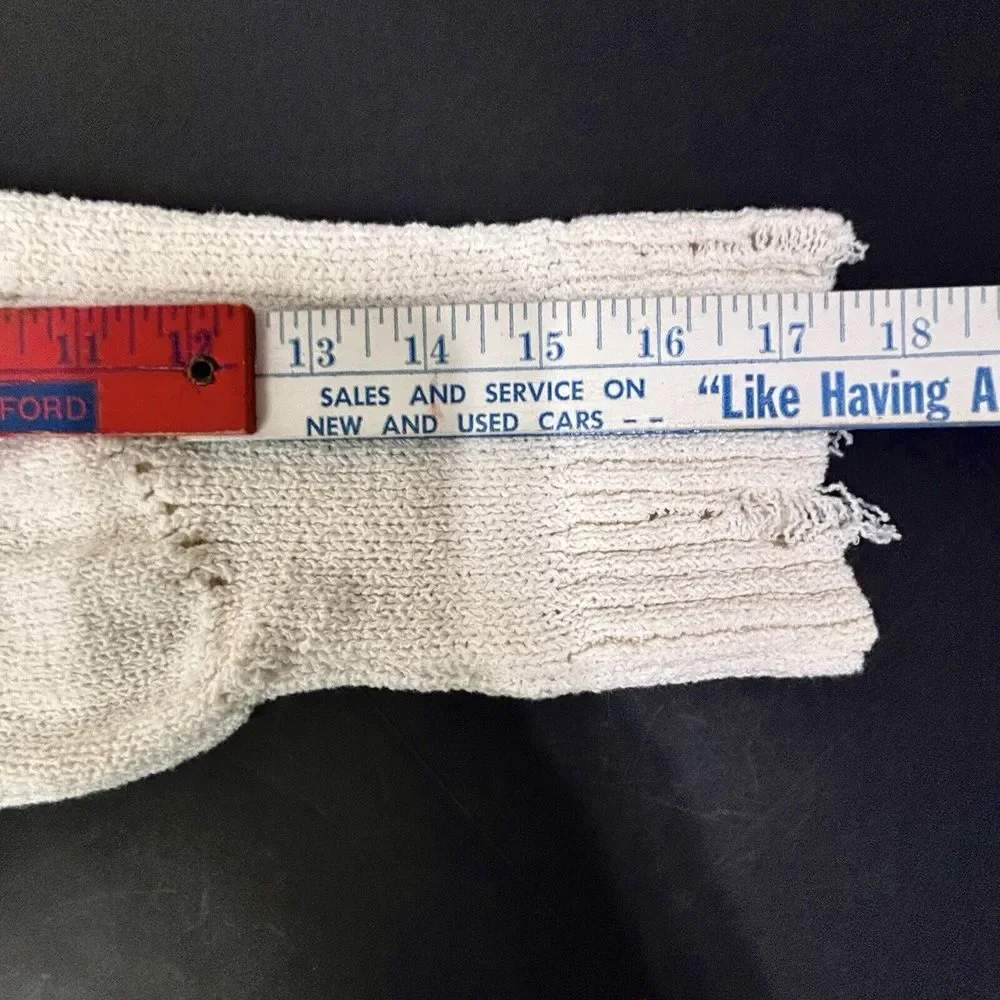 11 12 13 14 15 16 17 18
FORD
SALES AND SERVICE ON
NEW AND USED CARS - -
“Like Having A